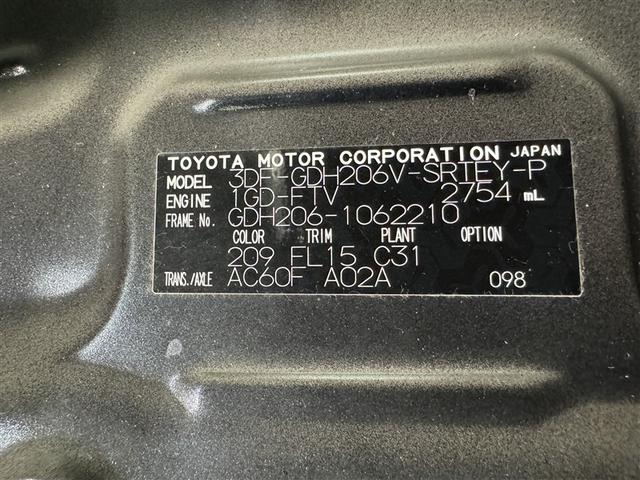 TOYOTA MOTOR CORPORATION JAPAN
MODEL 3DF-GDH206V-SRTEY-P
ENGINE 1GD-FTV 2754 mL
FRAME No. GDH206-1062210
COLOR TRIM PLANT OPTION
209 FL15 C31
TRANS./AXLE AC60F A02A 098